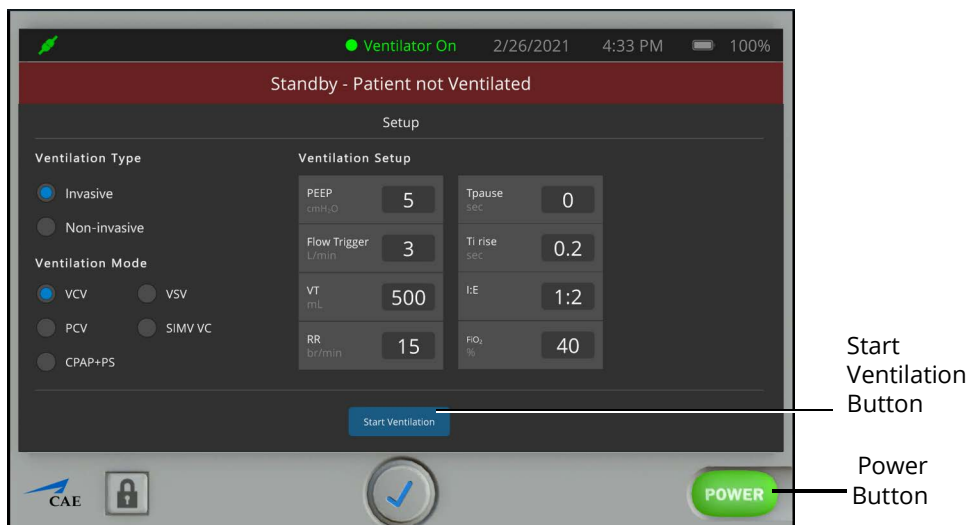 Ventilator On 2/26/2021 4:33 PM 100%
Standby - Patient not Ventilated
Setup
Ventilation Type
Invasive
Non-invasive
Ventilation Mode
VCV VSV
PCV SIMV VC
CPAP+PS
Ventilation Setup
PEEP cmH₂O 5
Tpause sec 0
Flow Trigger L/min 3
Ti rise sec 0.2
VT mL 500
I:E 1:2
RR br/min 15
FiO₂ % 40
Start Ventilation
Start
Ventilation
Button
CAE
POWER
Power
Button